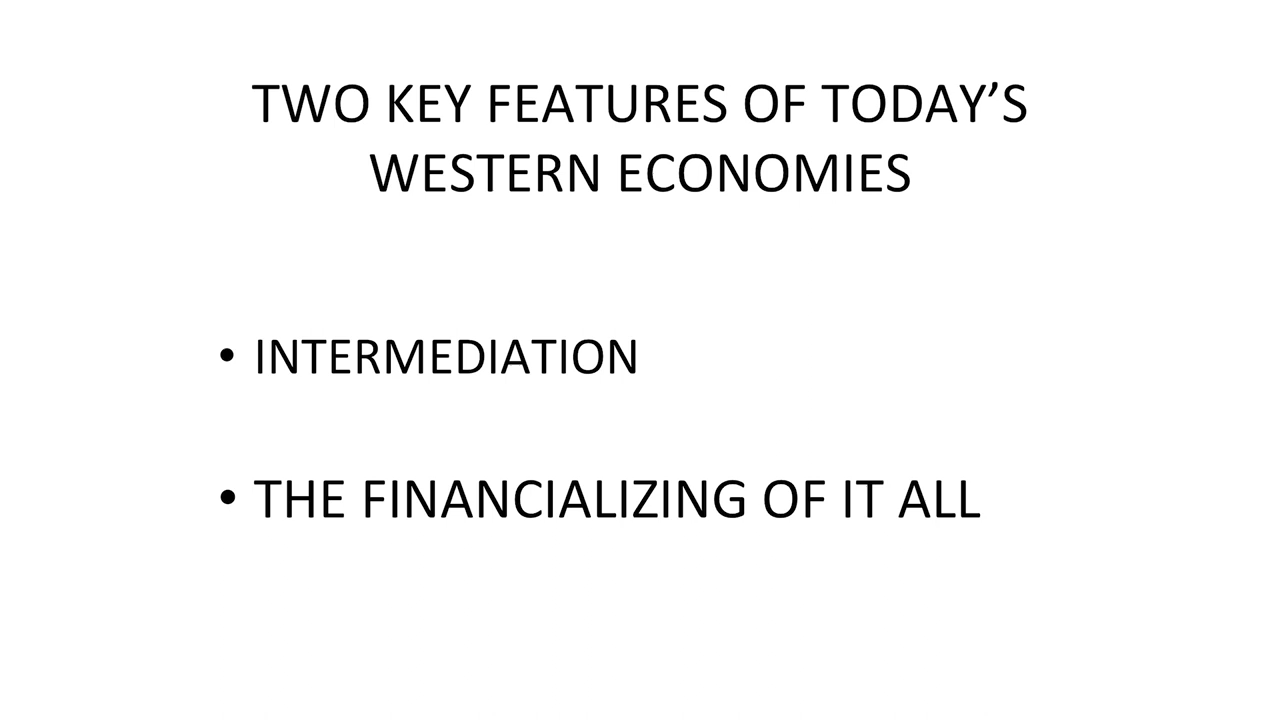 TWO KEY FEATURES OF TODAY’S
WESTERN ECONOMIES
• INTERMEDIATION
• THE FINANCIALIZING OF IT ALL